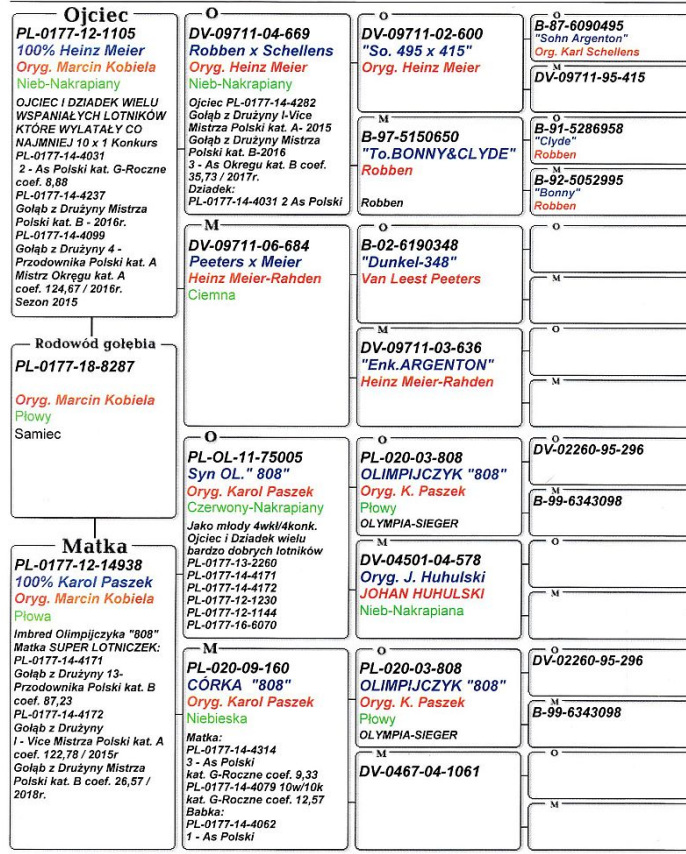 Ojciec
PL-0177-12-1105
100% Heinz Meier
Oryg. Marcin Kobiela
Nieb-Nakrapiany
OJCIEC I DZIADEK WIELU
WSPANIAŁYCH LOTNIKÓW
KTÓRE WYLATAŁY CO
NAJMNIEJ 10 x 1 Konkurs
PL-0177-14-4031
2 - As Polski kat. G-Roczne
coef. 8,88
PL-0177-14-4237
Gołąb z Drużyny Mistrza
Polski kat. B - 2016r.
PL-0177-14-4099
Gołąb z Drużyny 4 -
Przodownika Polski kat. A
Mistrz Okręgu kat. A
coef. 124,67 / 2016r.
Sezon 2015
Rodowód gołębia
PL-0177-18-8287
Oryg. Marcin Kobiela
Płowy
Samiec
Matka
PL-0177-12-14938
100% Karol Paszek
Oryg. Marcin Kobiela
Płowa
Imbred Olimpijczyka "808"
Matka SUPER LOTNICZEK:
PL-0177-14-4171
Gołąb z Drużyny 13-
Przodownika Polski kat. B
coef. 87,23
PL-0177-14-4172
Gołąb z Drużyny
I - Vice Mistrza Polski kat. A
coef. 122,78 / 2015r
Gołąb z Drużyny Mistrza
Polski kat. B coef. 26,57 /
2018r.
O
DV-09711-04-669
Robben x Schellens
Oryg. Heinz Meier
Nieb-Nakrapiany
Ojciec PL-0177-14-4282
Gołąb z Drużyny I-Vice
Mistrza Polski kat. A- 2015
Gołąb z Drużyny Mistrza
Polski kat. B-2016
3 - As Okręgu kat. B coef.
35,73 / 2017r.
Dziadek:
PL-0177-14-4031 2 As Polski
M
DV-09711-06-684
Peeters x Meier
Heinz Meier-Rahden
Ciemna
O
PL-OL-11-75005
Syn OL." 808"
Oryg. Karol Paszek
Czerwony-Nakrapiany
Jako młody 4wkł/4konk.
Ojciec i Dziadek wielu
bardzo dobrych lotników
PL-0177-13-2260
PL-0177-14-4171
PL-0177-14-4172
PL-0177-12-1230
PL-0177-12-1144
PL-0177-16-6070
M
PL-020-09-160
CÓRKA "808"
Oryg. Karol Paszek
Niebieska
Matka:
PL-0177-14-4314
3 - As Polski
kat. G-Roczne coef. 9,33
PL-0177-14-4079 10w/10k
kat. G-Roczne coef. 12,57
Babka:
PL-0177-14-4062
1 - As Polski
O
DV-09711-02-600
"So. 495 x 415"
Oryg. Heinz Meier
M
B-97-5150650
"To.BONNY&CLYDE"
Robben
Robben
O
B-02-6190348
"Dunkel-348"
Van Leest Peeters
M
DV-09711-03-636
"Enk.ARGENTON"
Heinz Meier-Rahden
O
PL-020-03-808
OLIMPIJCZYK "808"
Oryg. K. Paszek
Płowy
OLYMPIA-SIEGER
M
DV-04501-04-578
Oryg. J. Huhulski
JOHAN HUHULSKI
Nieb-Nakrapiana
O
PL-020-03-808
OLIMPIJCZYK "808"
Oryg. K. Paszek
Płowy
OLYMPIA-SIEGER
M
DV-0467-04-1061
O
B-87-6090495
"Sohn Argenton"
Org. Karl Schellens
M
DV-09711-95-415
O
B-91-5286958
"Clyde"
Robben
M
B-92-5052995
"Bonny"
Robben
O
M
O
M
O
DV-02260-95-296
M
B-99-6343098
O
M
O
DV-02260-95-296
M
B-99-6343098
O
M